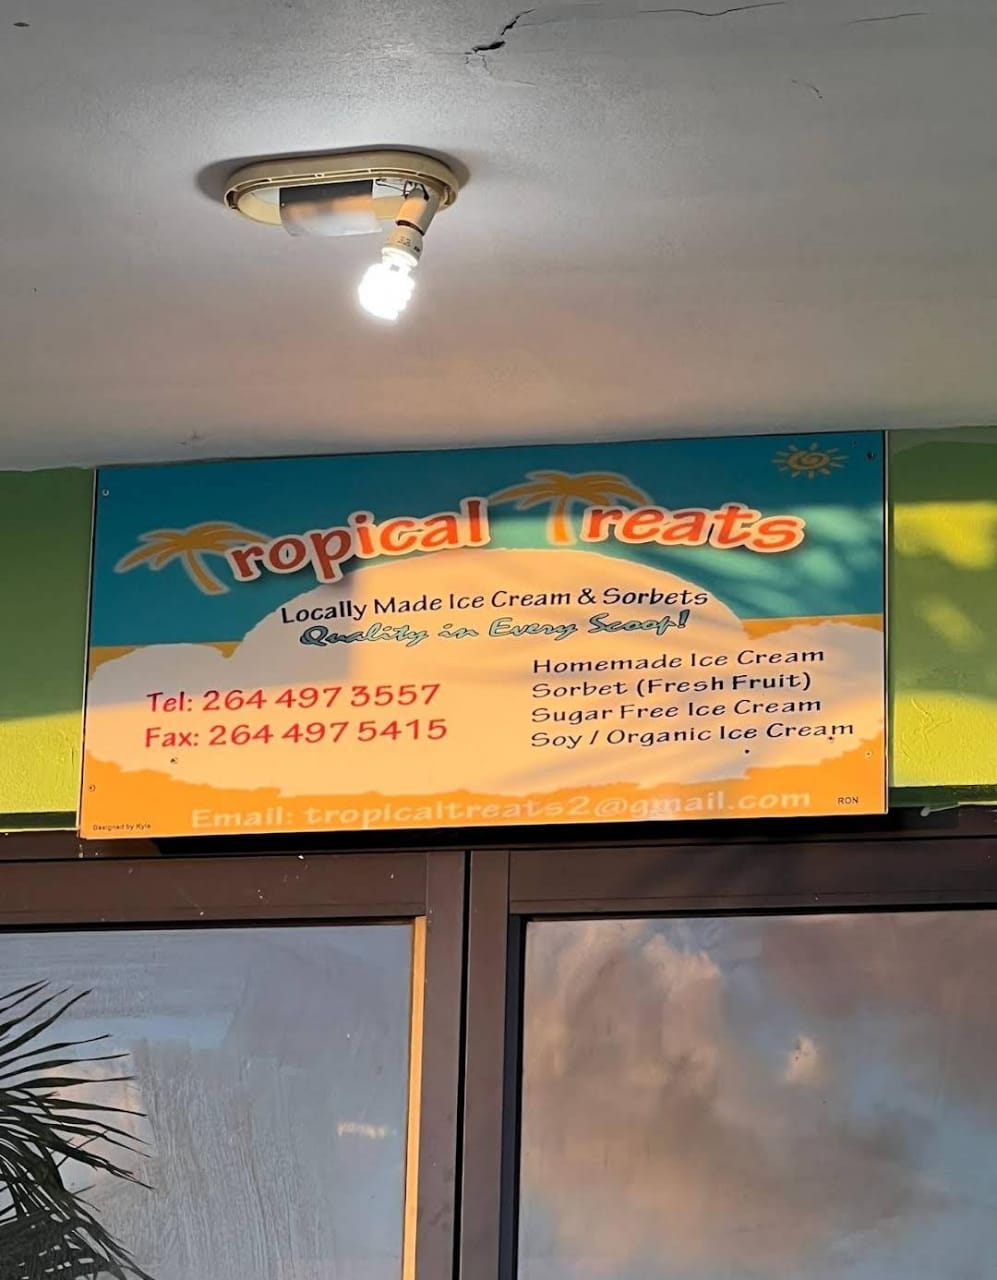 Tropical Treats
Locally Made Ice Cream & Sorbets
Quality in Every Scoop!
Tel: 264 497 3557
Fax: 264 497 5415
Homemade Ice Cream
Sorbet (Fresh Fruit)
Sugar Free Ice Cream
Soy / Organic Ice Cream
Email: tropicaltreats2@gmail.com
Designed by Kyle
RON